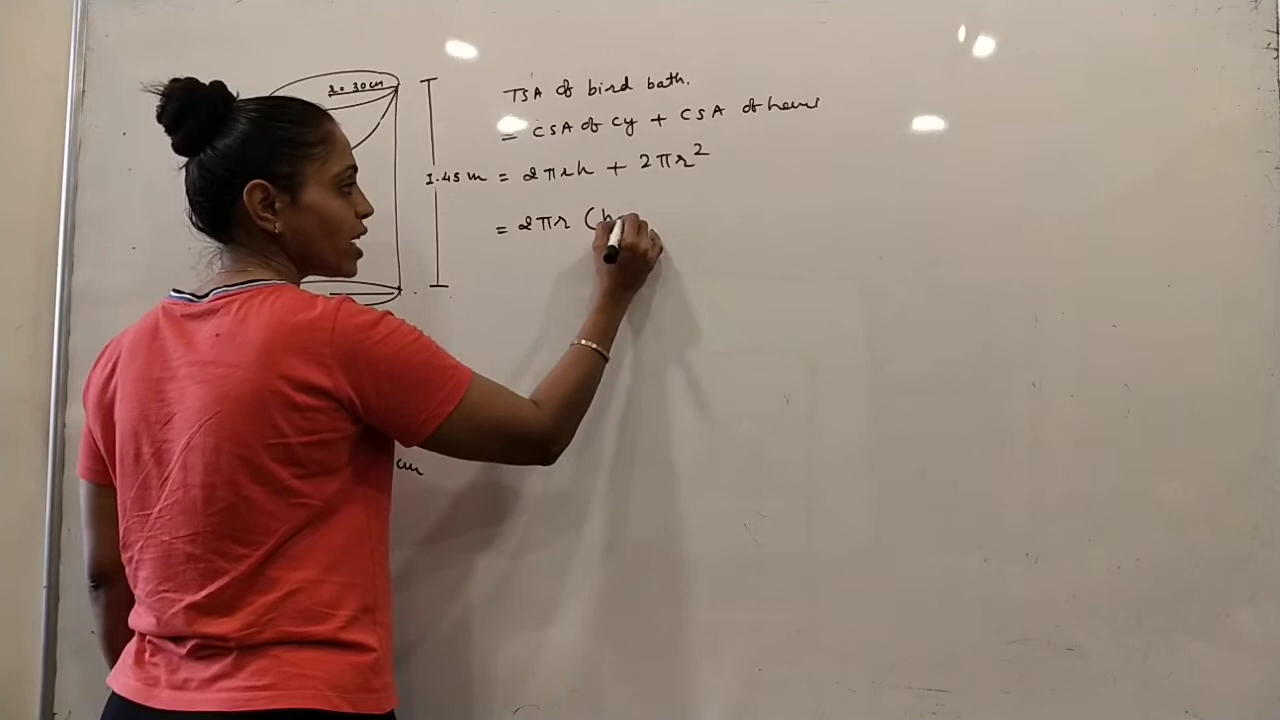 r = 30 cm
TSA of bird bath.
= CSA of cy + CSA of hemi
1.45 m
= 2πrh + 2πr²
= 2πr (h
cm